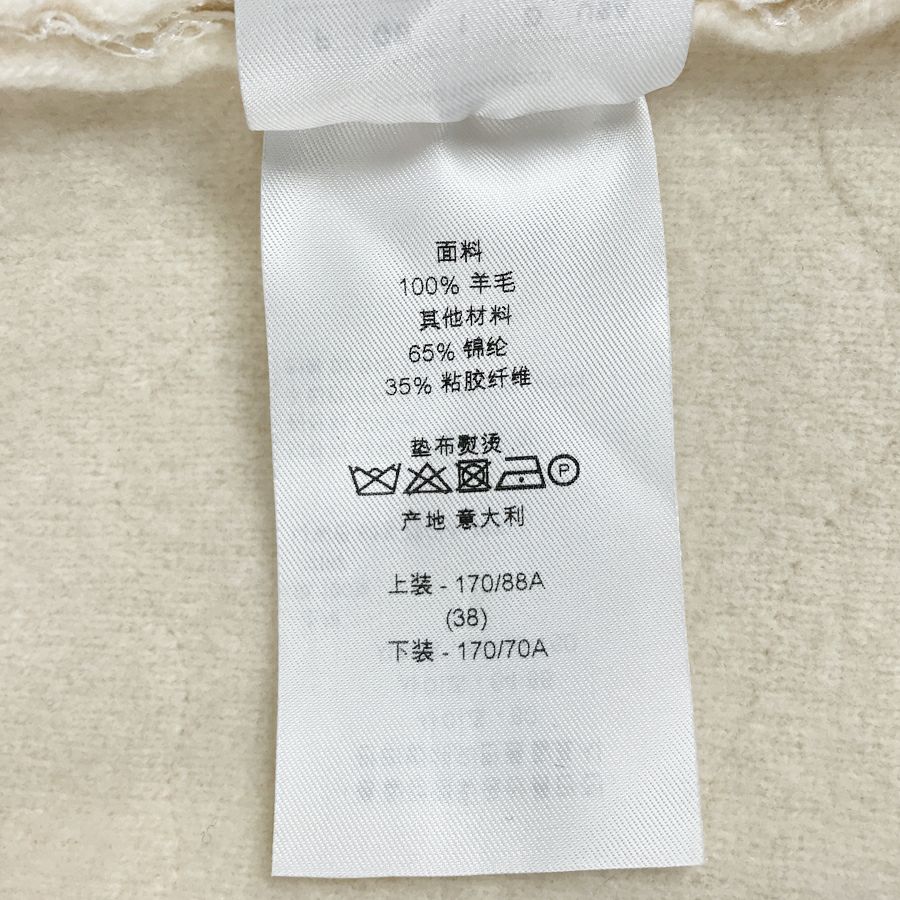 面料
100% 羊毛
其他材料
65% 锦纶
35% 粘胶纤维
垫布熨烫
P
产地 意大利
上装 - 170/88A
(38)
下装 - 170/70A